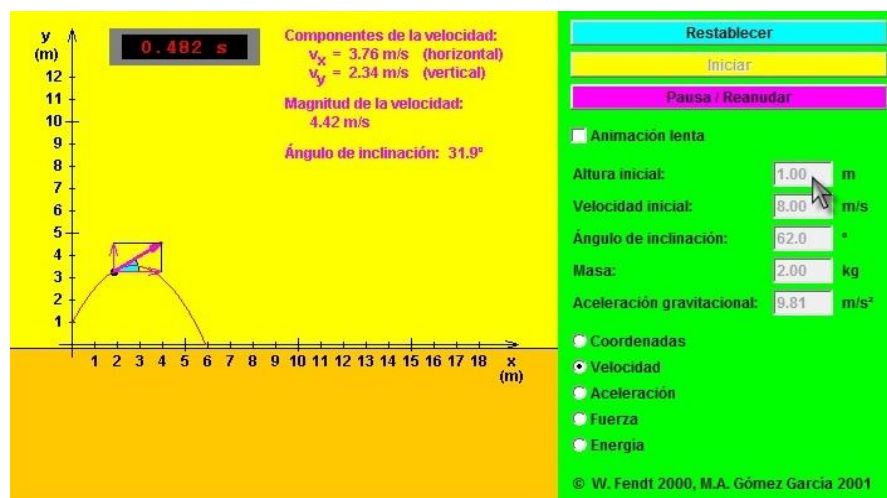 y
(m)
0.482 s
Componentes de la velocidad:
vx = 3.76 m/s (horizontal)
vy = 2.34 m/s (vertical)
Magnitud de la velocidad:
4.42 m/s
Ángulo de inclinación: 31.9º
12
11
10
9
8
7
6
5
4
3
2
1
1 2 3 4 5 6 7 8 9 10 11 12 13 14 15 16 17 18 x
(m)
Restablecer
Iniciar
Pausa / Reanudar
Animación lenta
Altura inicial: 1.00 m
Velocidad inicial: 8.00 m/s
Ángulo de inclinación: 62.0 º
Masa: 2.00 kg
Aceleración gravitacional: 9.81 m/s²
Coordenadas
Velocidad
Aceleración
Fuerza
Energía
© W. Fendt 2000, M.A. Gómez García 2001